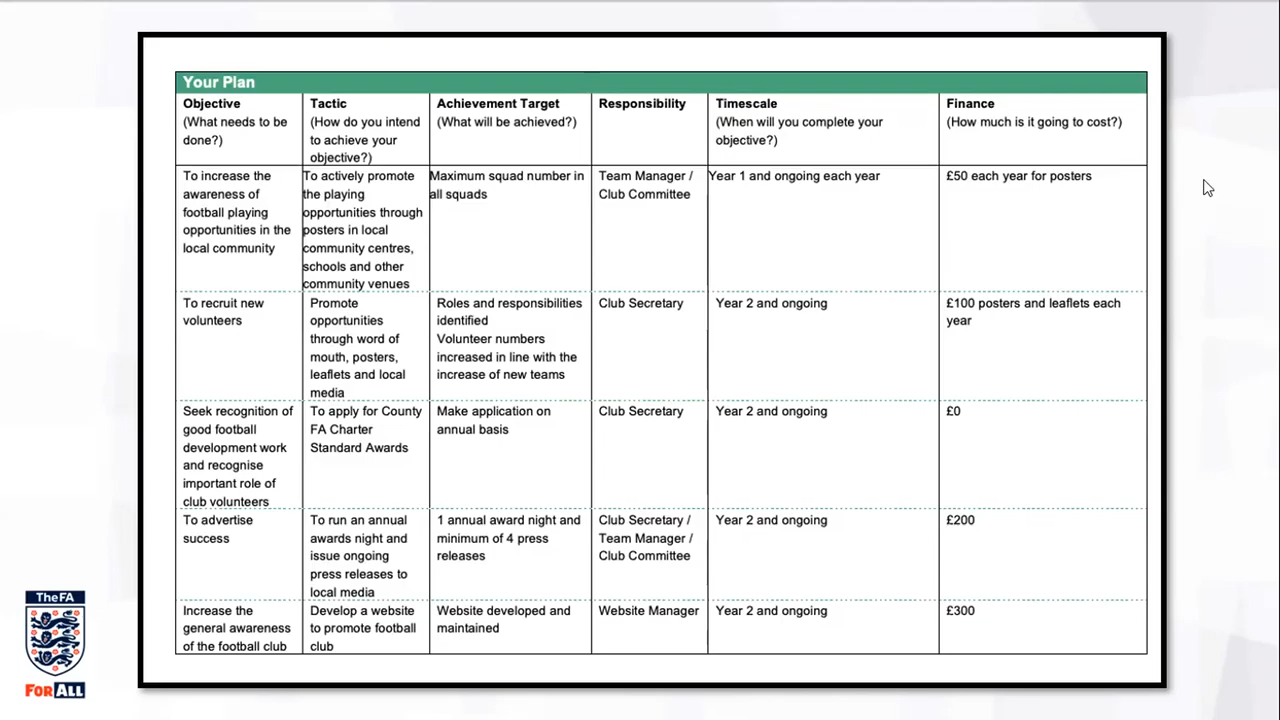 Your Plan
Objective
(What needs to be
done?)
Tactic
(How do you intend
to achieve your
objective?)
Achievement Target
(What will be achieved?)
Responsibility
Timescale
(When will you complete your
objective?)
Finance
(How much is it going to cost?)
To increase the
awareness of
football playing
opportunities in the
local community
To actively promote
the playing
opportunities through
posters in local
community centres,
schools and other
community venues
Maximum squad number in
all squads
Team Manager /
Club Committee
Year 1 and ongoing each year
£50 each year for posters
To recruit new
volunteers
Promote
opportunities
through word of
mouth, posters,
leaflets and local
media
Roles and responsibilities
identified
Volunteer numbers
increased in line with the
increase of new teams
Club Secretary
Year 2 and ongoing
£100 posters and leaflets each
year
Seek recognition of
good football
development work
and recognise
important role of
club volunteers
To apply for County
FA Charter
Standard Awards
Make application on
annual basis
Club Secretary
Year 2 and ongoing
£0
To advertise
success
To run an annual
awards night and
issue ongoing
press releases to
local media
1 annual award night and
minimum of 4 press
releases
Club Secretary /
Team Manager /
Club Committee
Year 2 and ongoing
£200
Increase the
general awareness
of the football club
Develop a website
to promote football
club
Website developed and
maintained
Website Manager
Year 2 and ongoing
£300
TheFA
FORALL